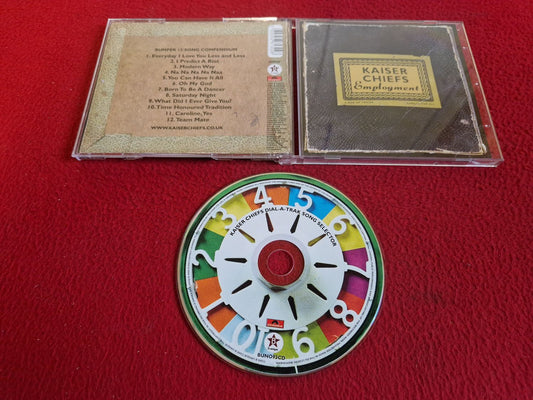 BUMPER 12 SONG COMPENDIUM
1. Everyday I Love You Less and Less
2. I Predict A Riot
3. Modern Way
4. Na Na Na Na Naa
5. You Can Have It All
6. Oh My God
7. Born To Be A Dancer
8. Saturday Night
9. What Did I Ever Give You?
10. Time Honoured Tradition
11. Caroline, Yes
12. Team Mate
WWW.KAISERCHIEFS.CO.UK
KAISER
CHIEFS
Employment
KAISER CHIEFS DIAL-A-TRAK SONG SELECTOR
1
2
3
4
5
6
7
8
9
10
BUNO93CD